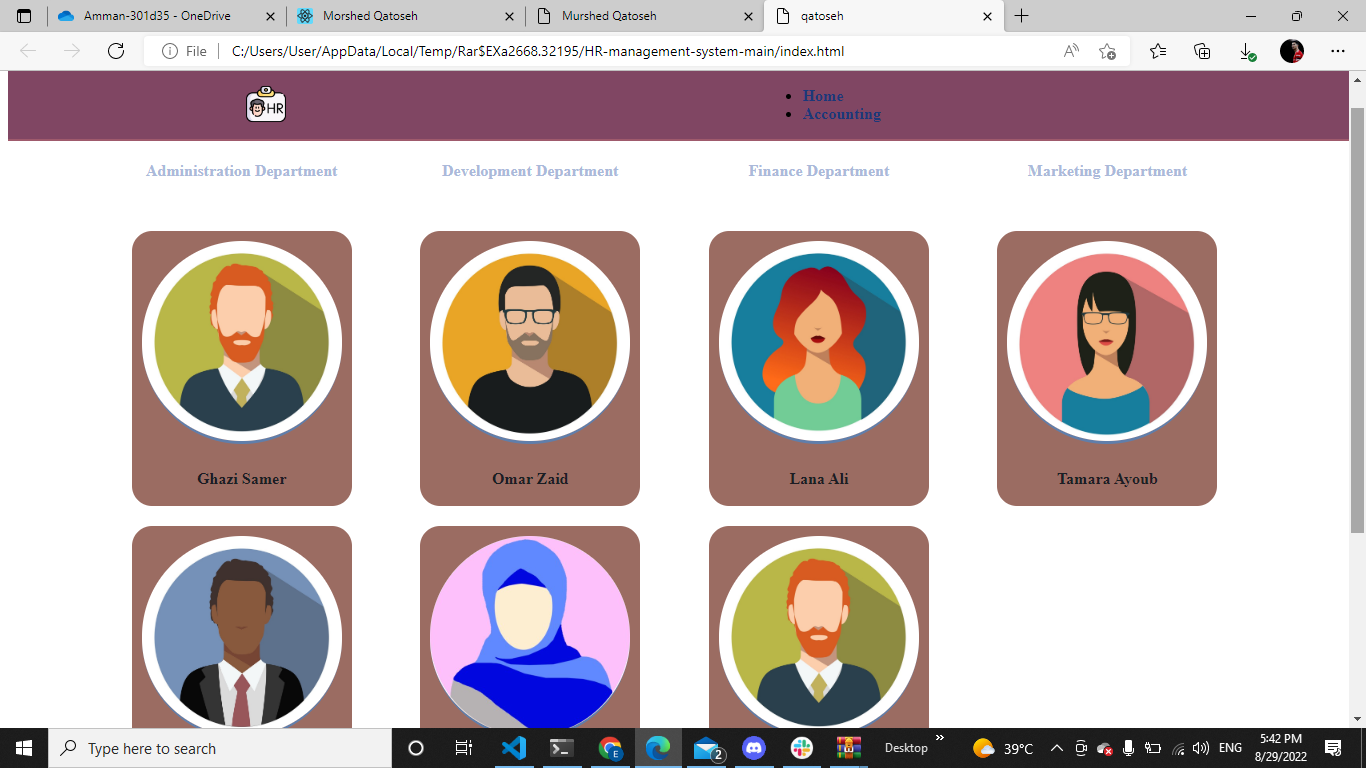 Amman-301d35 - OneDrive
Morshed Qatoseh
Murshed Qatoseh
qatoseh
File
C:/Users/User/AppData/Local/Temp/Rar$EXa2668.32195/HR-management-system-main/index.html
HR
Home
Accounting
Administration Department
Development Department
Finance Department
Marketing Department
Ghazi Samer
Omar Zaid
Lana Ali
Tamara Ayoub
Type here to search
E
2
Desktop
39°C
ENG
5:42 PM
8/29/2022